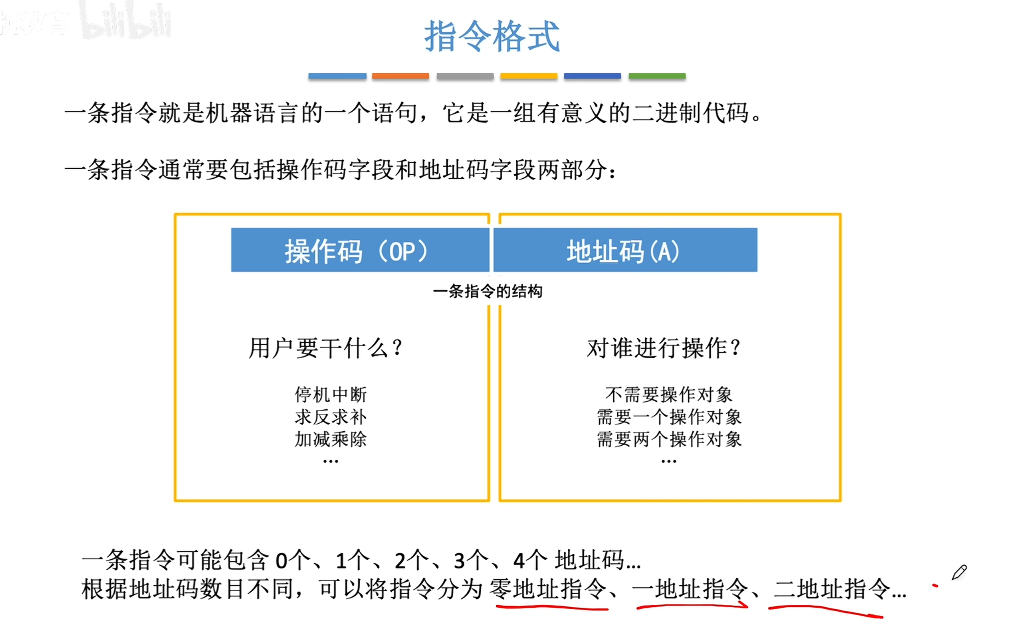 bilibili
指令格式
一条指令就是机器语言的一个语句，它是一组有意义的二进制代码。
一条指令通常要包括操作码字段和地址码字段两部分：
操作码（OP） 地址码(A)
一条指令的结构
用户要干什么？
停机中断
求反求补
加减乘除
…
对谁进行操作？
不需要操作对象
需要一个操作对象
需要两个操作对象
…
一条指令可能包含 0个、1个、2个、3个、4个 地址码…
根据地址码数目不同，可以将指令分为 零地址指令、一地址指令、二地址指令…